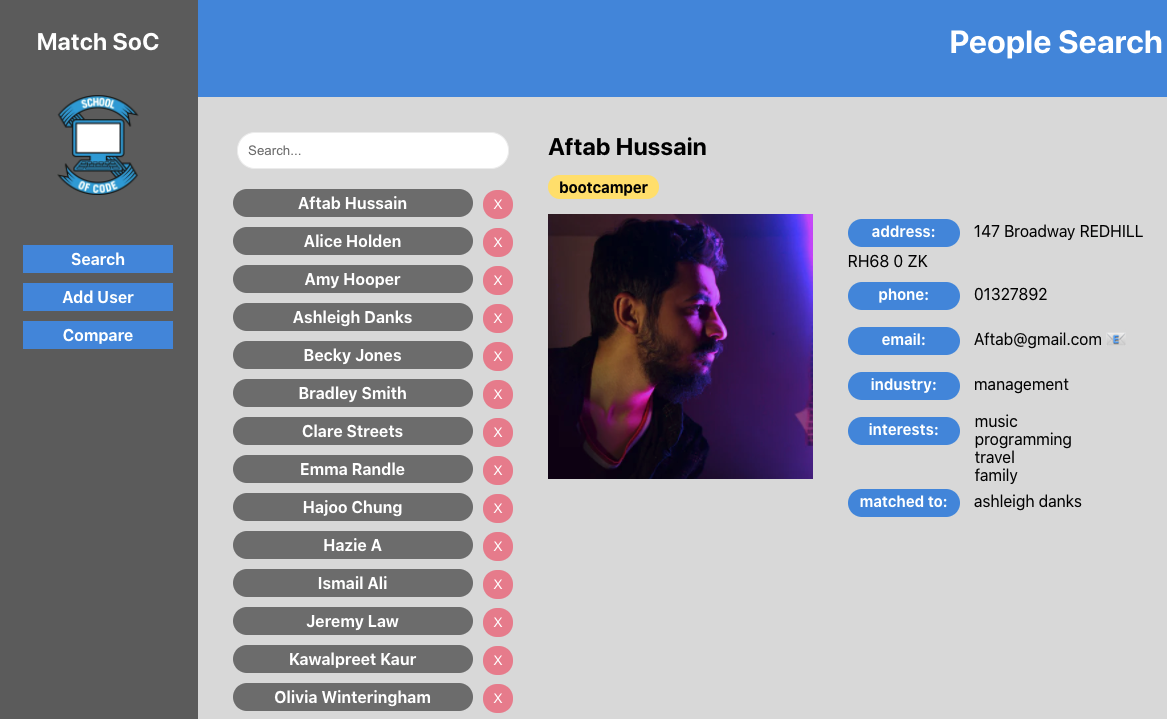 Match SoC
SCHOOL
OF CODE
Search
Add User
Compare
People Search
Search...
Aftab Hussain X
Alice Holden X
Amy Hooper X
Ashleigh Danks X
Becky Jones X
Bradley Smith X
Clare Streets X
Emma Randle X
Hajoo Chung X
Hazie A X
Ismail Ali X
Jeremy Law X
Kawalpreet Kaur X
Olivia Winteringham X
Aftab Hussain
bootcamper
address: 147 Broadway REDHILL
RH68 0 ZK
phone: 01327892
email: Aftab@gmail.com 📧
industry: management
interests: music
programming
travel
family
matched to: ashleigh danks